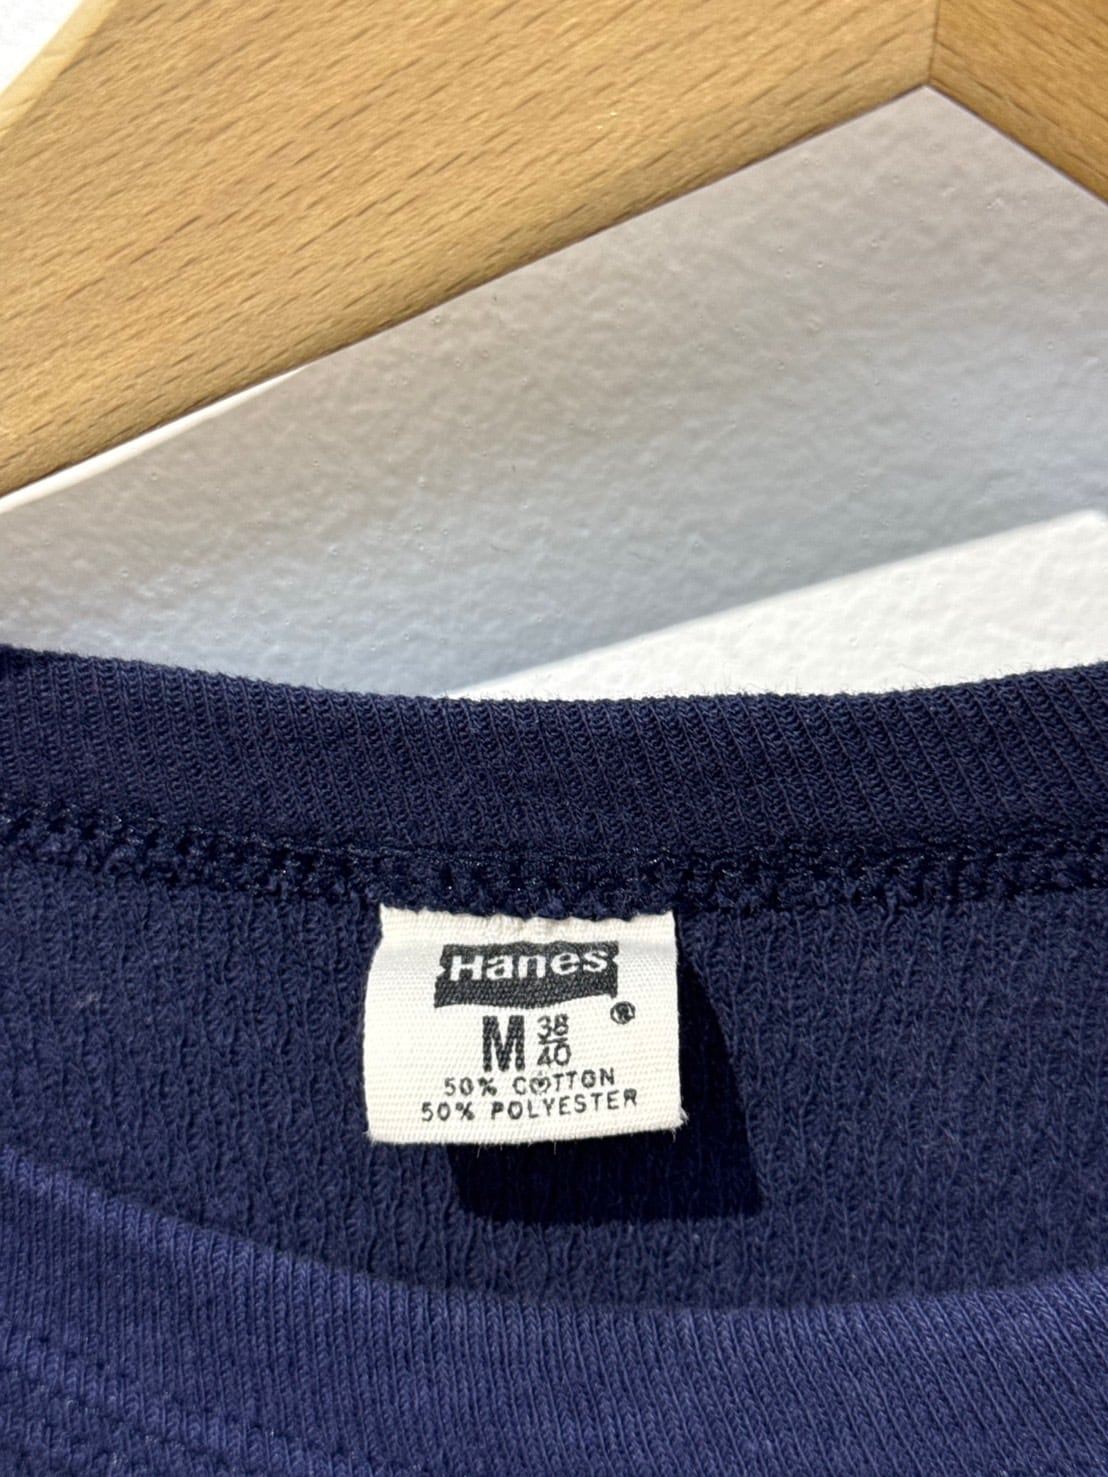 Hanes
®
M 38/40
50% COTTON
50% POLYESTER